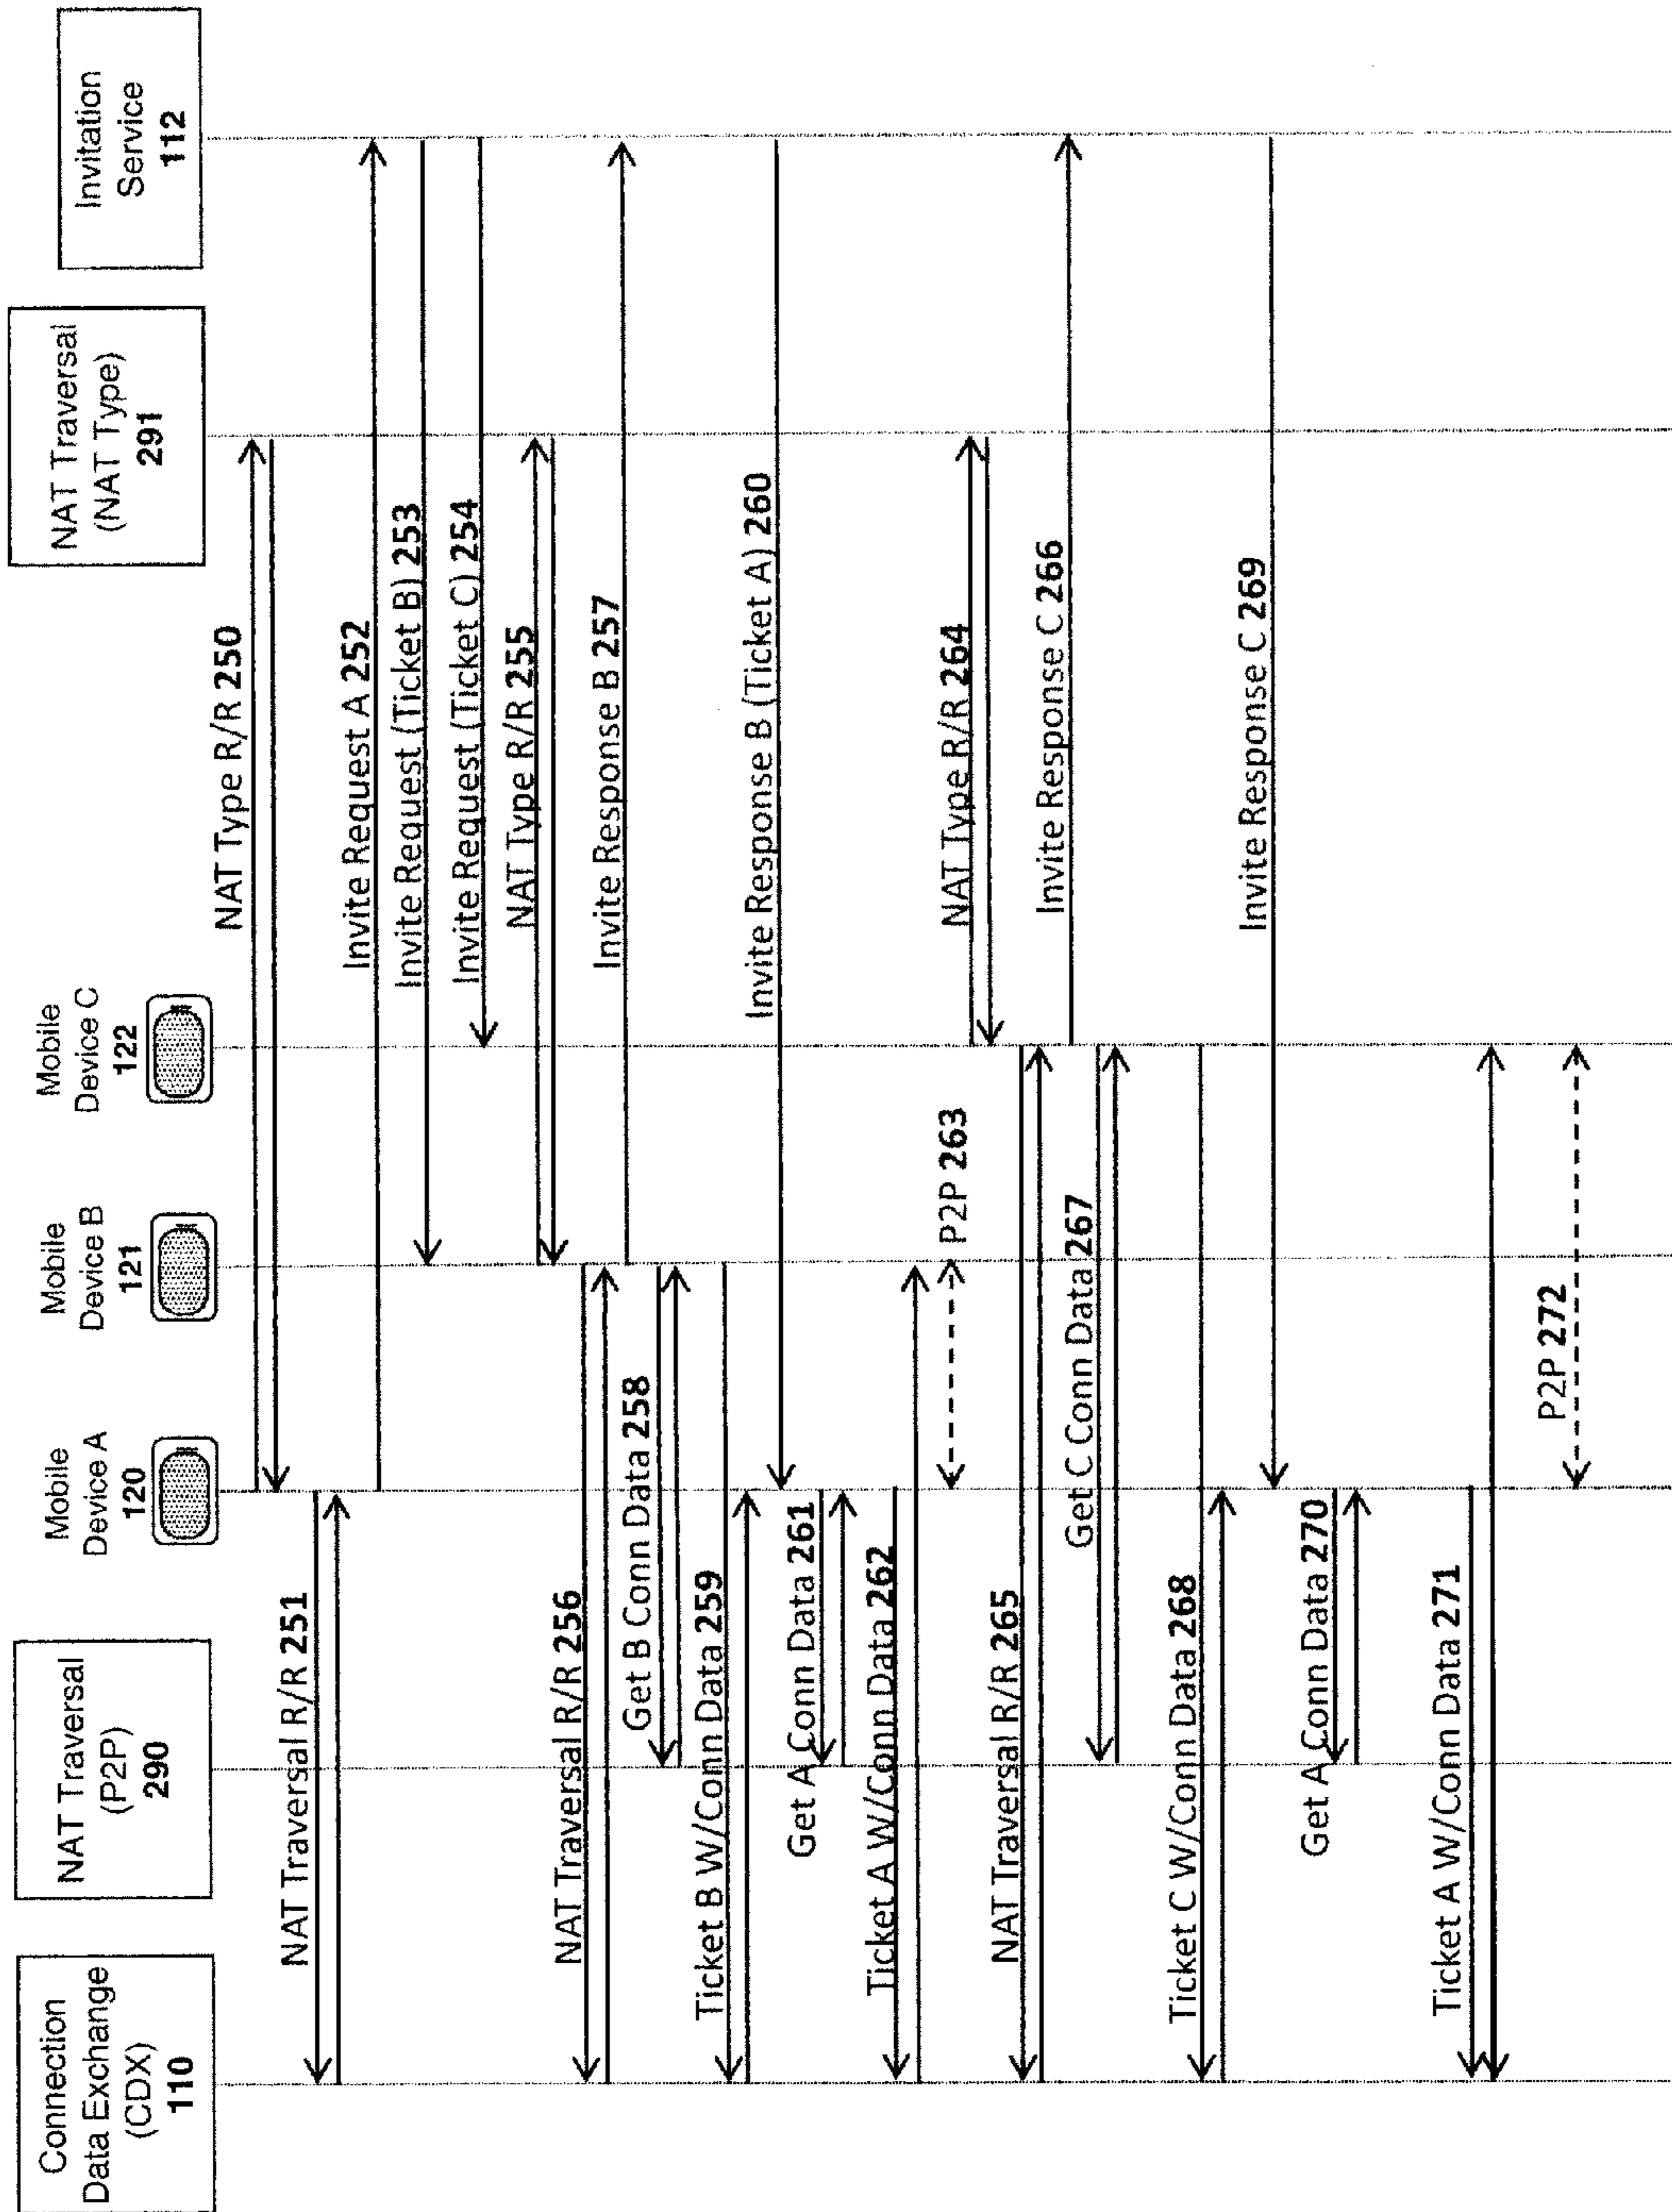 Connection
Data Exchange
(CDX)
110
NAT Traversal
(P2P)
290
Mobile
Device A
120
Mobile
Device B
121
Mobile
Device C
122
NAT Traversal
(NAT Type)
291
Invitation
Service
112
NAT Type R/R 250
NAT Traversal R/R 251
Invite Request A 252
Invite Request (Ticket B) 253
Invite Request (Ticket C) 254
NAT Type R/R 255
NAT Traversal R/R 256
Invite Response B 257
Get B Conn Data 258
Ticket B W/Conn Data 259
Invite Response B (Ticket A) 260
Get A Conn Data 261
Ticket A W/Conn Data 262
P2P 263
NAT Type R/R 264
NAT Traversal R/R 265
Invite Response C 266
Get C Conn Data 267
Ticket C W/Conn Data 268
Invite Response C 269
Get A Conn Data 270
Ticket A W/Conn Data 271
P2P 272